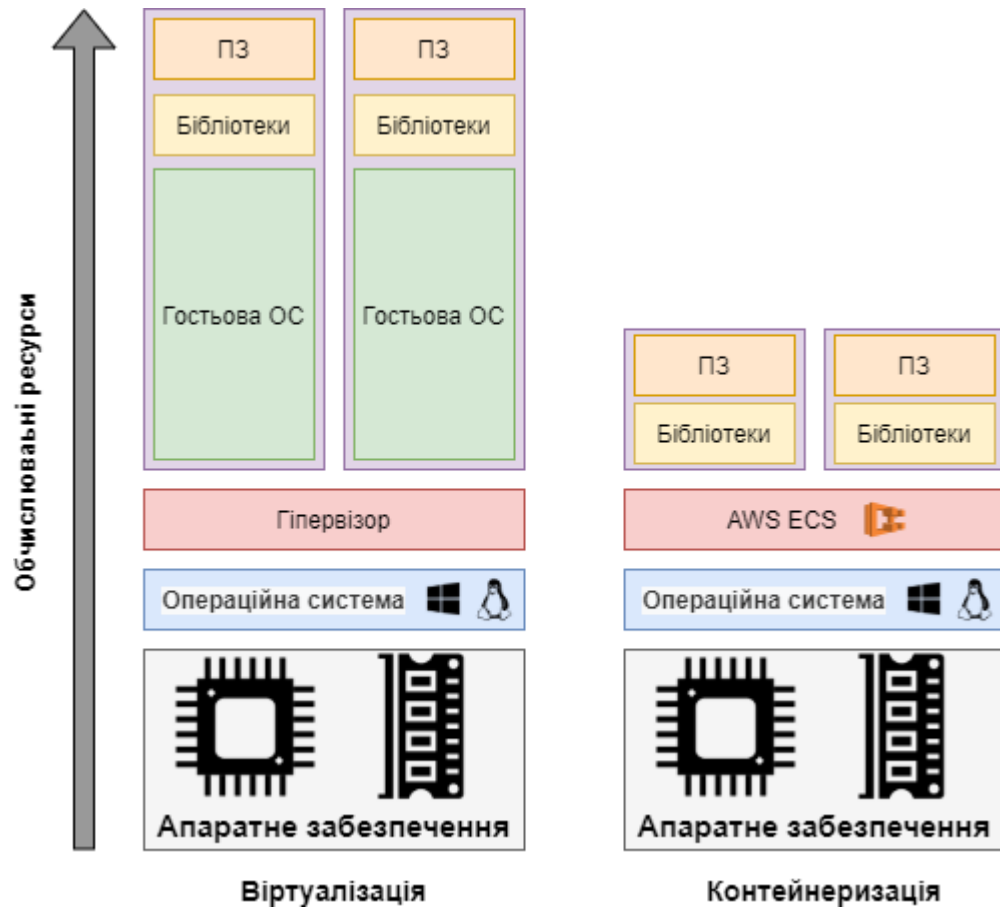 Обчислювальні ресурси
ПЗ
Бібліотеки
Гостьова ОС
ПЗ
Бібліотеки
Гостьова ОС
Гіпервізор
Операційна система
Апаратне забезпечення
Віртуалізація
ПЗ
Бібліотеки
ПЗ
Бібліотеки
AWS ECS
Операційна система
Апаратне забезпечення
Контейнеризація